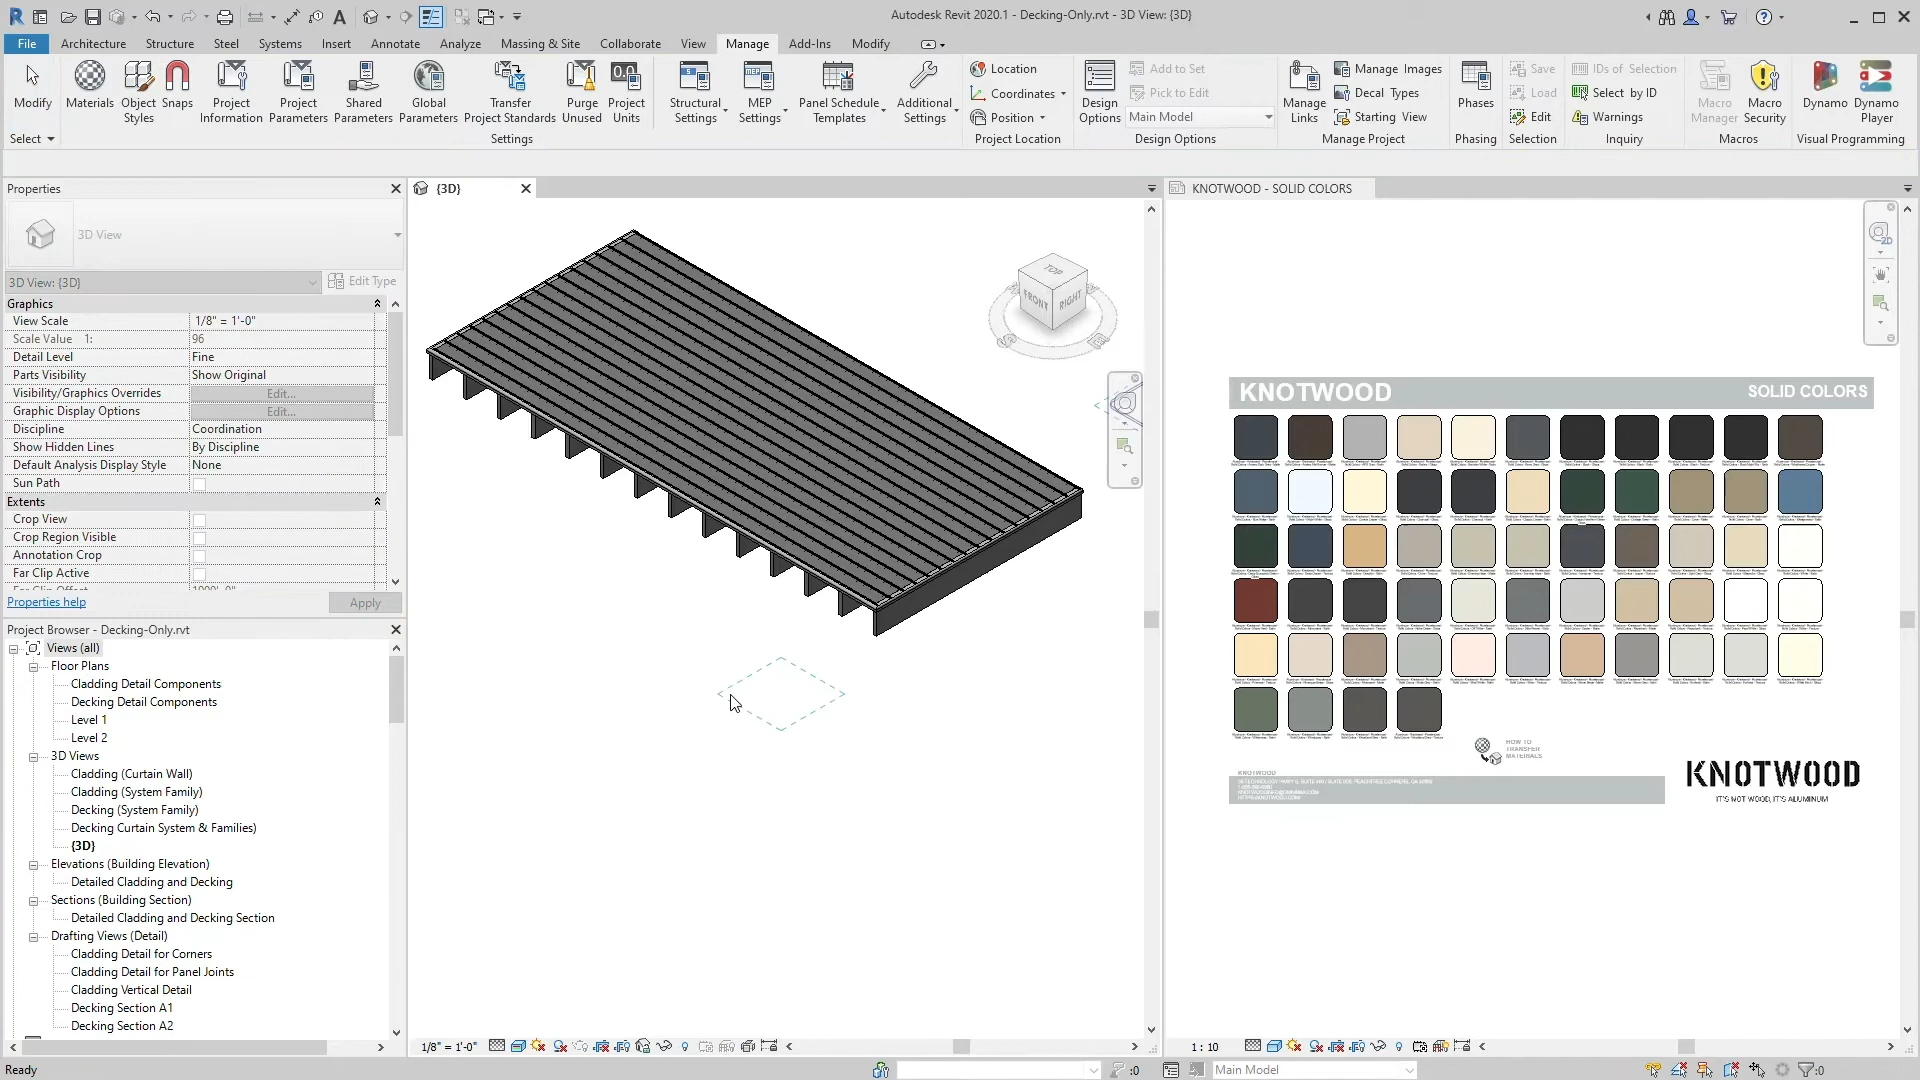 Autodesk Revit 2020.1 - Decking-Only.rvt - 3D View: {3D}
File Architecture Structure Steel Systems Insert Annotate Analyze Massing & Site Collaborate View Manage Add-Ins Modify
Modify
Materials
Object Styles
Snaps
Project Information
Project Parameters
Shared Parameters
Global Parameters
Transfer Project Standards
Purge Unused
Project Units
Structural Settings
MEP Settings
Panel Schedule Templates
Additional Settings
Location
Coordinates
Position
Design Options
Add to Set
Pick to Edit
Main Model
Manage Links
Manage Images
Decal Types
Starting View
Phases
Save
Load
Edit
IDs of Selection
Select by ID
Warnings
Macro Manager
Macro Security
Dynamo
Dynamo Player
Select
Settings
Project Location
Design Options
Manage Project
Phasing
Selection
Inquiry
Macros
Visual Programming
Properties
3D View
3D View: {3D}
Edit Type
Graphics
View Scale 1/8" = 1'-0"
Scale Value 1: 96
Detail Level Fine
Parts Visibility Show Original
Visibility/Graphics Overrides Edit...
Graphic Display Options Edit...
Discipline Coordination
Show Hidden Lines By Discipline
Default Analysis Display Style None
Sun Path
Extents
Crop View
Crop Region Visible
Annotation Crop
Far Clip Active
Far Clip Offset 1000' 0"
Properties help
Apply
Project Browser - Decking-Only.rvt
Views (all)
Floor Plans
Cladding Detail Components
Decking Detail Components
Level 1
Level 2
3D Views
Cladding (Curtain Wall)
Cladding (System Family)
Decking (System Family)
Decking Curtain System & Families)
{3D}
Elevations (Building Elevation)
Detailed Cladding and Decking
Sections (Building Section)
Detailed Cladding and Decking Section
Drafting Views (Detail)
Cladding Detail for Corners
Cladding Detail for Panel Joints
Cladding Vertical Detail
Decking Section A1
Decking Section A2
{3D}
TOP
FRONT
RIGHT
1/8" = 1'-0"
KNOTWOOD - SOLID COLORS
2D
KNOTWOOD
SOLID COLORS
HOW TO
TRANSFER
MATERIALS
KNOTWOOD
KNOTWOOD
IT'S NOT WOOD, IT'S ALUMINUM
1 : 10
Ready
:0
Main Model
:0